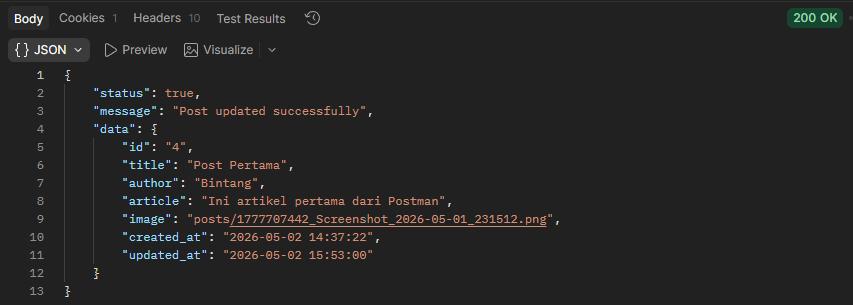 Body Cookies 1 Headers 10 Test Results 200 OK
{} JSON Preview Visualize
1 {
2 "status": true,
3 "message": "Post updated successfully",
4 "data": {
5 "id": "4",
6 "title": "Post Pertama",
7 "author": "Bintang",
8 "article": "Ini artikel pertama dari Postman",
9 "image": "posts/1777707442_Screenshot_2026-05-01_231512.png",
10 "created_at": "2026-05-02 14:37:22",
11 "updated_at": "2026-05-02 15:53:00"
12 }
13 }